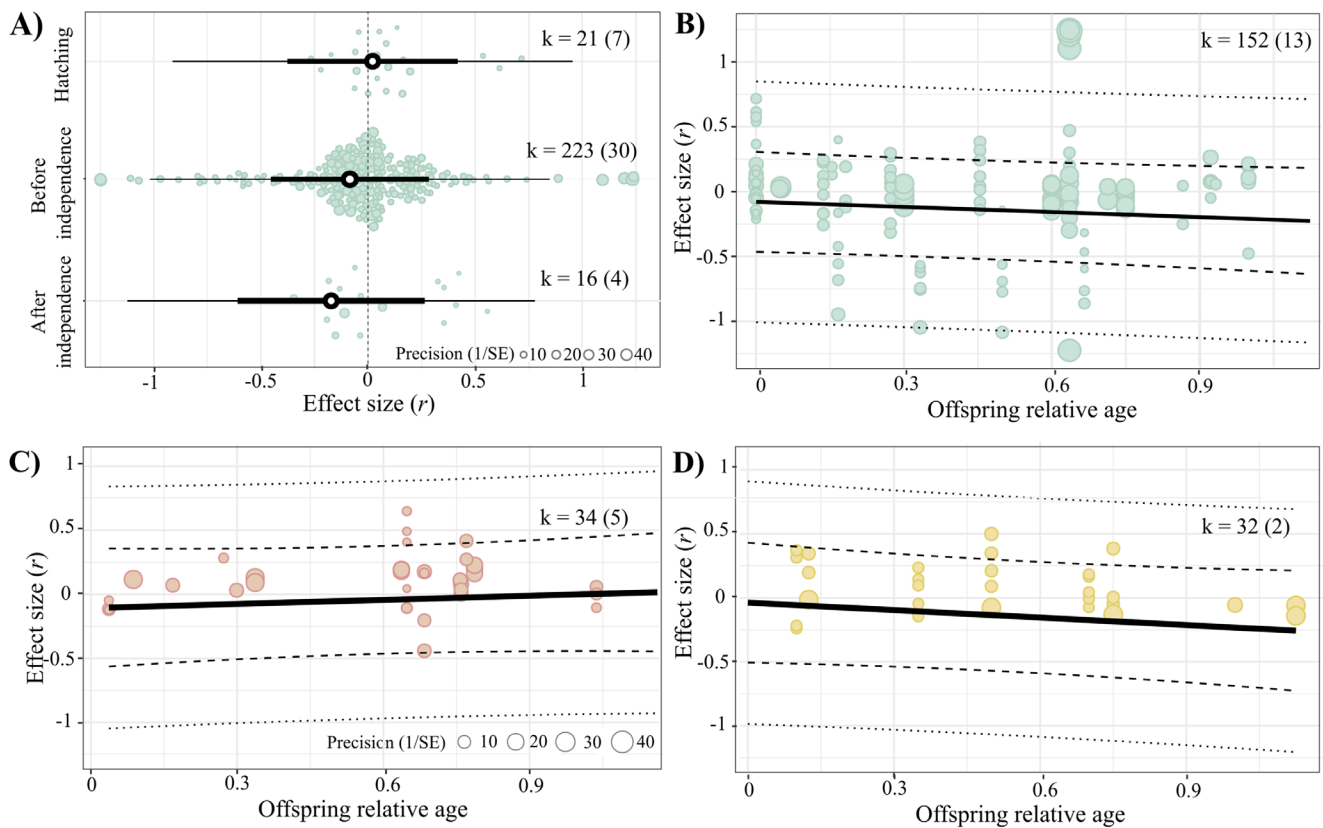 A)
Hatching
Before
independence
After
independence
k = 21 (7)
k = 223 (30)
k = 16 (4)
Precision (1/SE) 10 20 30 40
-1 -0.5 0 0.5 1
Effect size (r)
B)
k = 152 (13)
Effect size (r)
1
0.5
0
-0.5
-1
0 0.3 0.6 0.9
Offspring relative age
C)
k = 34 (5)
Effect size (r)
1
0.5
0
-0.5
-1
Precision (1/SE) 10 20 30 40
0 0.3 0.6 0.9
Offspring relative age
D)
k = 32 (2)
Effect size (r)
1
0.5
0
-0.5
-1
0 0.3 0.6 0.9
Offspring relative age